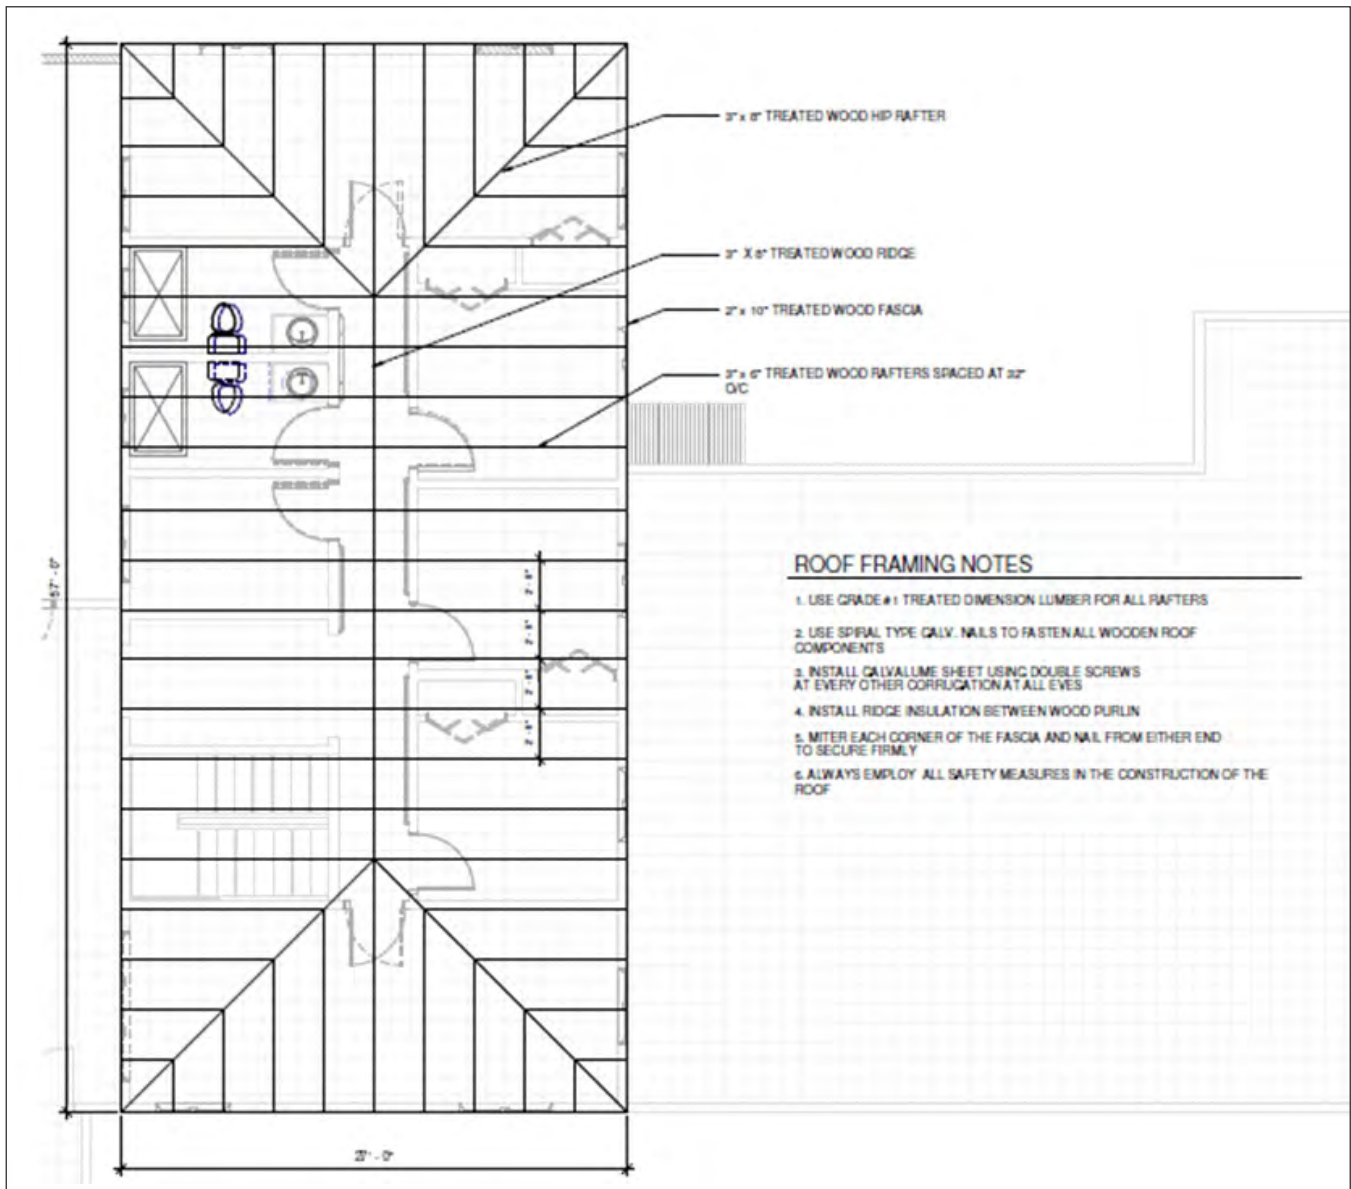 3" x 8" TREATED WOOD HIP RAFTER
3" X 8" TREATED WOOD RIDGE
2" x 10" TREATED WOOD FASCIA
3" x 6" TREATED WOOD RAFTERS SPACED AT 32"
O/C
57' - 0"
ROOF FRAMING NOTES
1. USE GRADE # 1 TREATED DIMENSION LUMBER FOR ALL RAFTERS
2. USE SPIRAL TYPE GALV. NAILS TO FASTEN ALL WOODEN ROOF
COMPONENTS
3. INSTALL GALVALUME SHEET USING DOUBLE SCREWS
AT EVERY OTHER CORRUGATION AT ALL EVES
4. INSTALL RIDGE INSULATION BETWEEN WOOD PURLIN
5. MITER EACH CORNER OF THE FASCIA AND NAIL FROM EITHER END
TO SECURE FIRMLY
6. ALWAYS EMPLOY ALL SAFETY MEASURES IN THE CONSTRUCTION OF THE
ROOF
27' - 0"